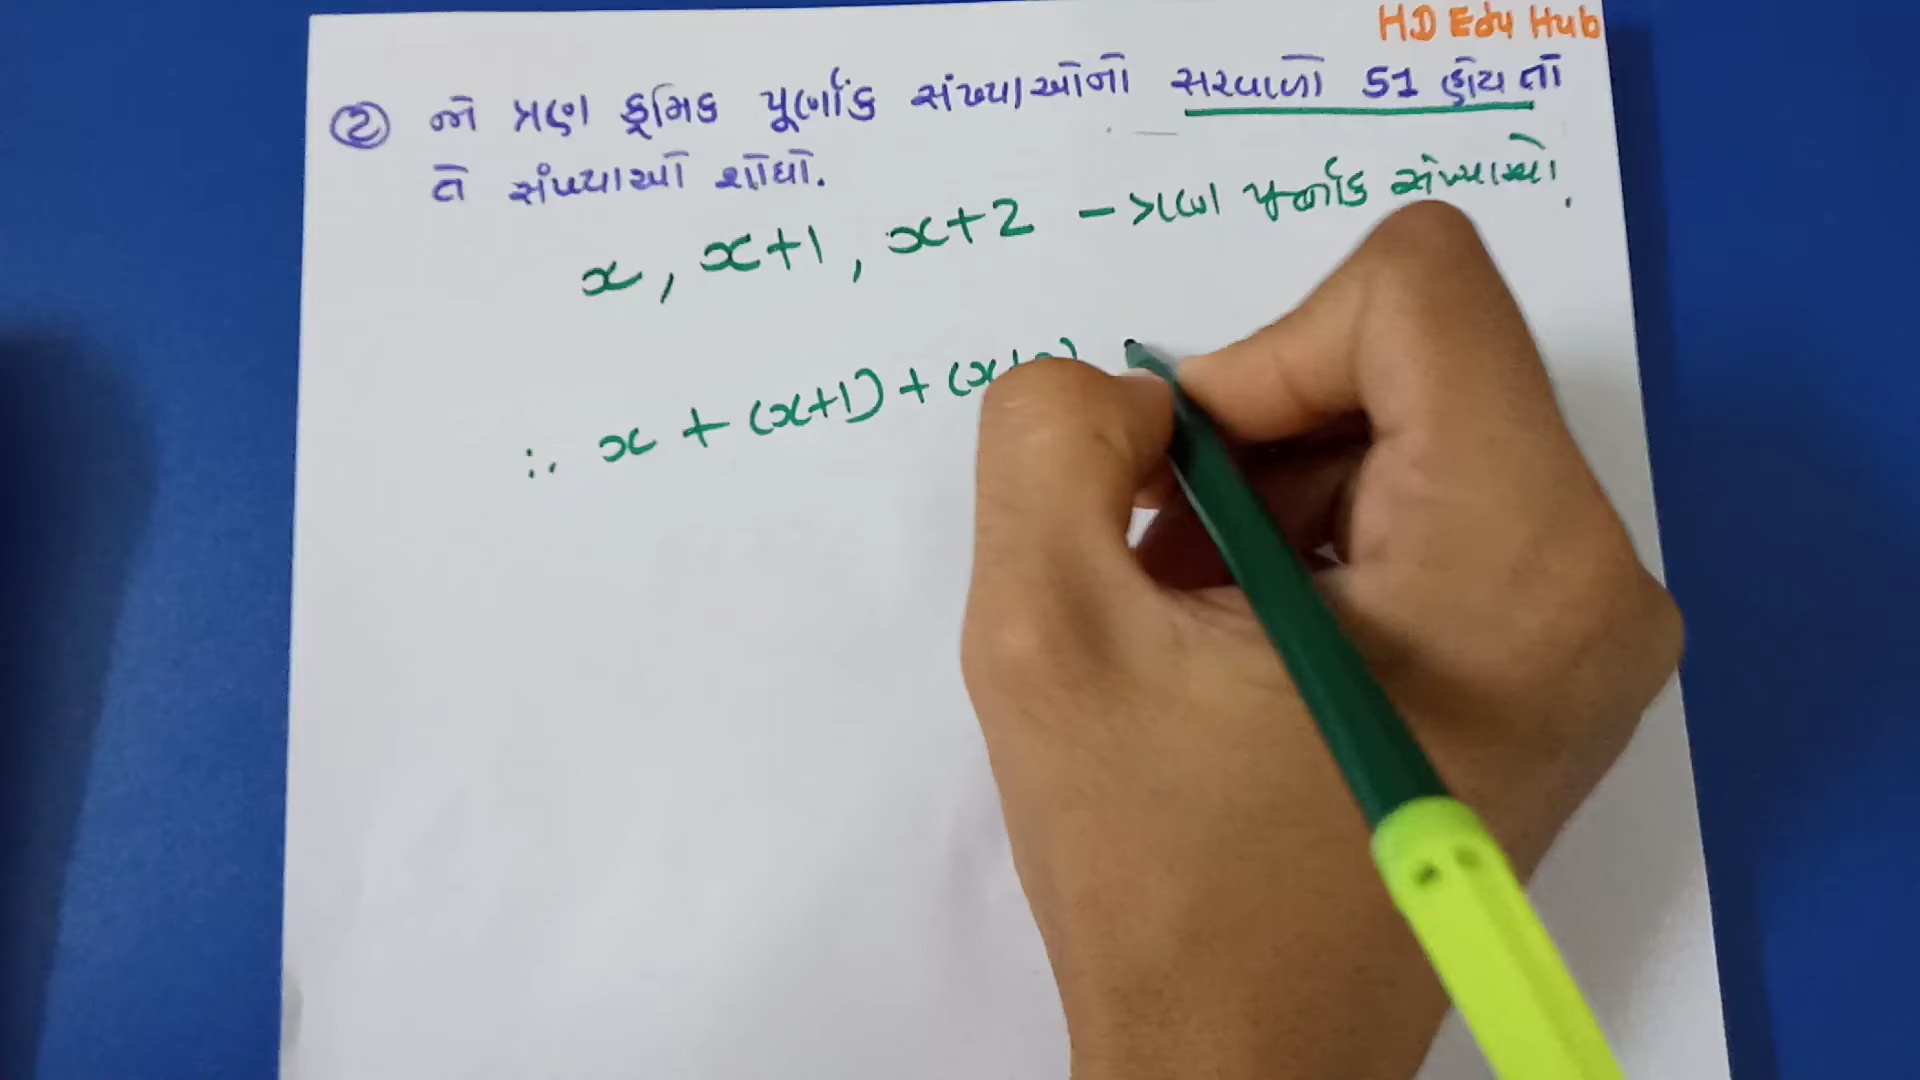 HD Edu Hub
② જો ત્રણ ક્રમિક પૂર્ણાંક સંખ્યાઓનો સરવાળો 51 હોય તો
તે સંખ્યાઓ શોધો.
x, x+1, x+2 - ત્રણ પૂર્ણાંક સંખ્યાઓ.
∴ x + (x+1) + (x+